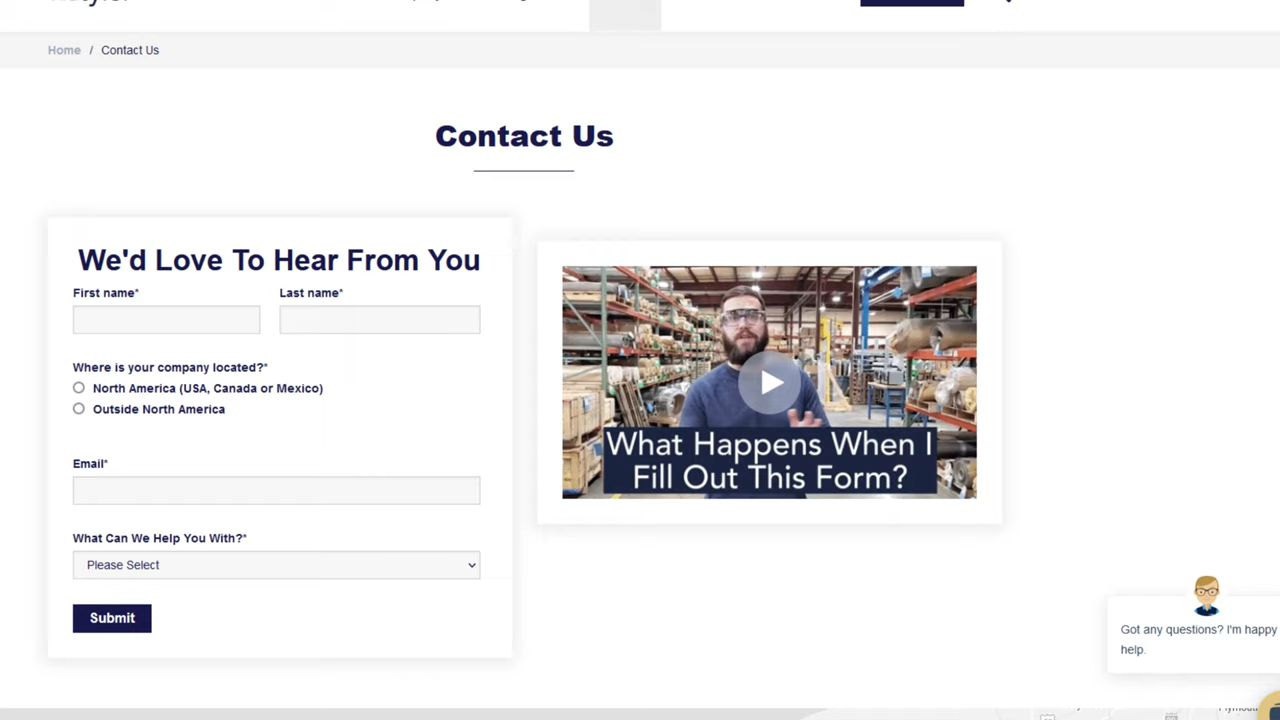 Home / Contact Us
Contact Us
We'd Love To Hear From You
First name*
Last name*
Where is your company located?*
North America (USA, Canada or Mexico)
Outside North America
Email*
What Can We Help You With?*
Please Select
Submit
What Happens When I
Fill Out This Form?
Got any questions? I'm happy
help.